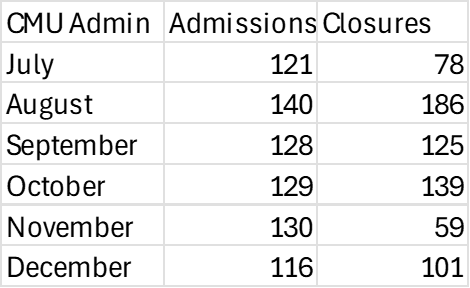 CMU Admin Admissions Closures
July 121 78
August 140 186
September 128 125
October 129 139
November 130 59
December 116 101